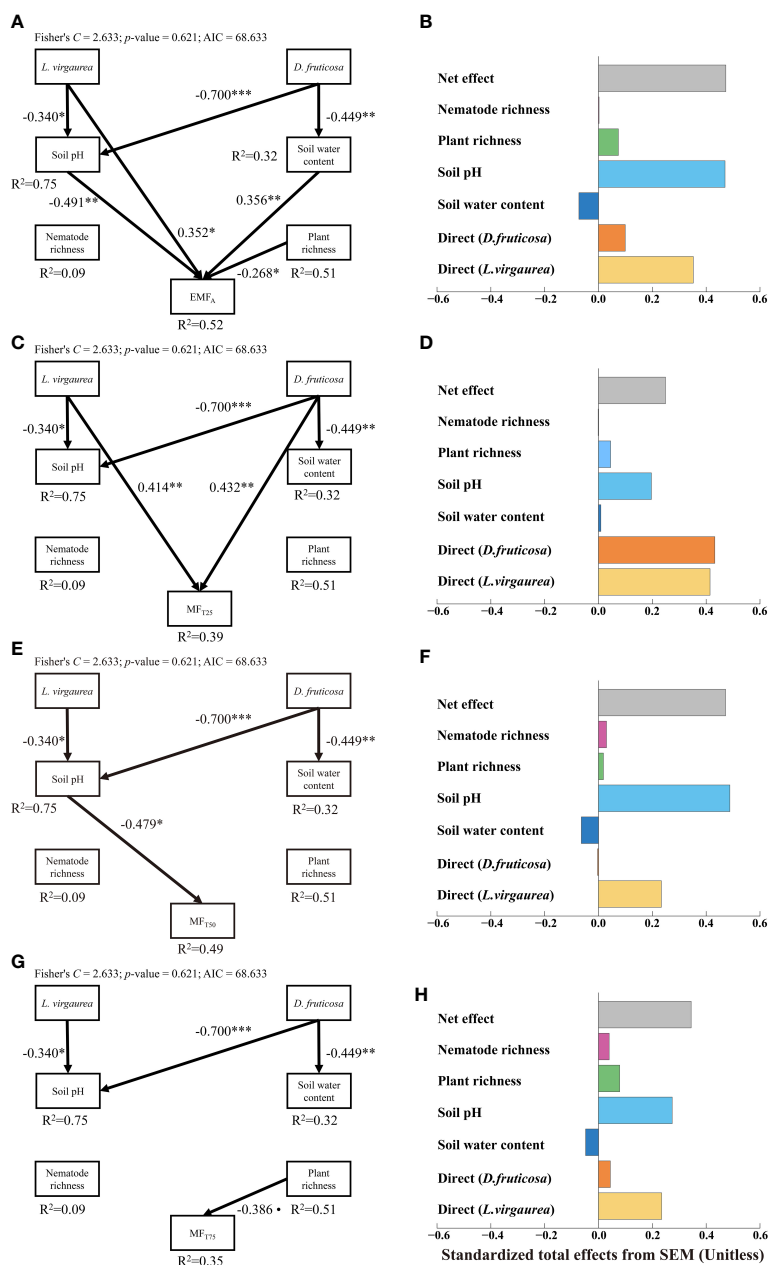 A
Fisher's C = 2.633; p-value = 0.621; AIC = 68.633
L. virgaurea
D. fruticosa
-0.340*
-0.700***
-0.449**
Soil pH
R²=0.32
Soil water
content
R²=0.75
-0.491**
0.356**
0.352*
Nematode
richness
Plant
richness
R²=0.09
-0.268*
R²=0.51
EMF_A
R²=0.52
B
Net effect
Nematode richness
Plant richness
Soil pH
Soil water content
Direct (D.fruticosa)
Direct (L.virgaurea)
−0.6 −0.4 −0.2 0.0 0.2 0.4 0.6
C
Fisher's C = 2.633; p-value = 0.621; AIC = 68.633
L. virgaurea
D. fruticosa
-0.340*
-0.700***
-0.449**
Soil pH
Soil water
content
R²=0.75
0.414**
0.432**
R²=0.32
Nematode
richness
Plant
richness
R²=0.09
R²=0.51
MF_T25
R²=0.39
D
Net effect
Nematode richness
Plant richness
Soil pH
Soil water content
Direct (D.fruticosa)
Direct (L.virgaurea)
−0.6 −0.4 −0.2 0.0 0.2 0.4 0.6
E
Fisher's C = 2.633; p-value = 0.621; AIC = 68.633
L. virgaurea
D. fruticosa
-0.340*
-0.700***
-0.449**
Soil pH
Soil water
content
R²=0.75
R²=0.32
-0.479*
Nematode
richness
Plant
richness
R²=0.09
R²=0.51
MF_T50
R²=0.49
F
Net effect
Nematode richness
Plant richness
Soil pH
Soil water content
Direct (D.fruticosa)
Direct (L.virgaurea)
−0.6 −0.4 −0.2 0.0 0.2 0.4 0.6
G
Fisher's C = 2.633; p-value = 0.621; AIC = 68.633
L. virgaurea
D. fruticosa
-0.340*
-0.700***
-0.449**
Soil pH
Soil water
content
R²=0.75
R²=0.32
Nematode
richness
Plant
richness
R²=0.09
-0.386 •
R²=0.51
MF_T75
R²=0.35
H
Net effect
Nematode richness
Plant richness
Soil pH
Soil water content
Direct (D.fruticosa)
Direct (L.virgaurea)
−0.6 −0.4 −0.2 0.0 0.2 0.4 0.6
Standardized total effects from SEM (Unitless)